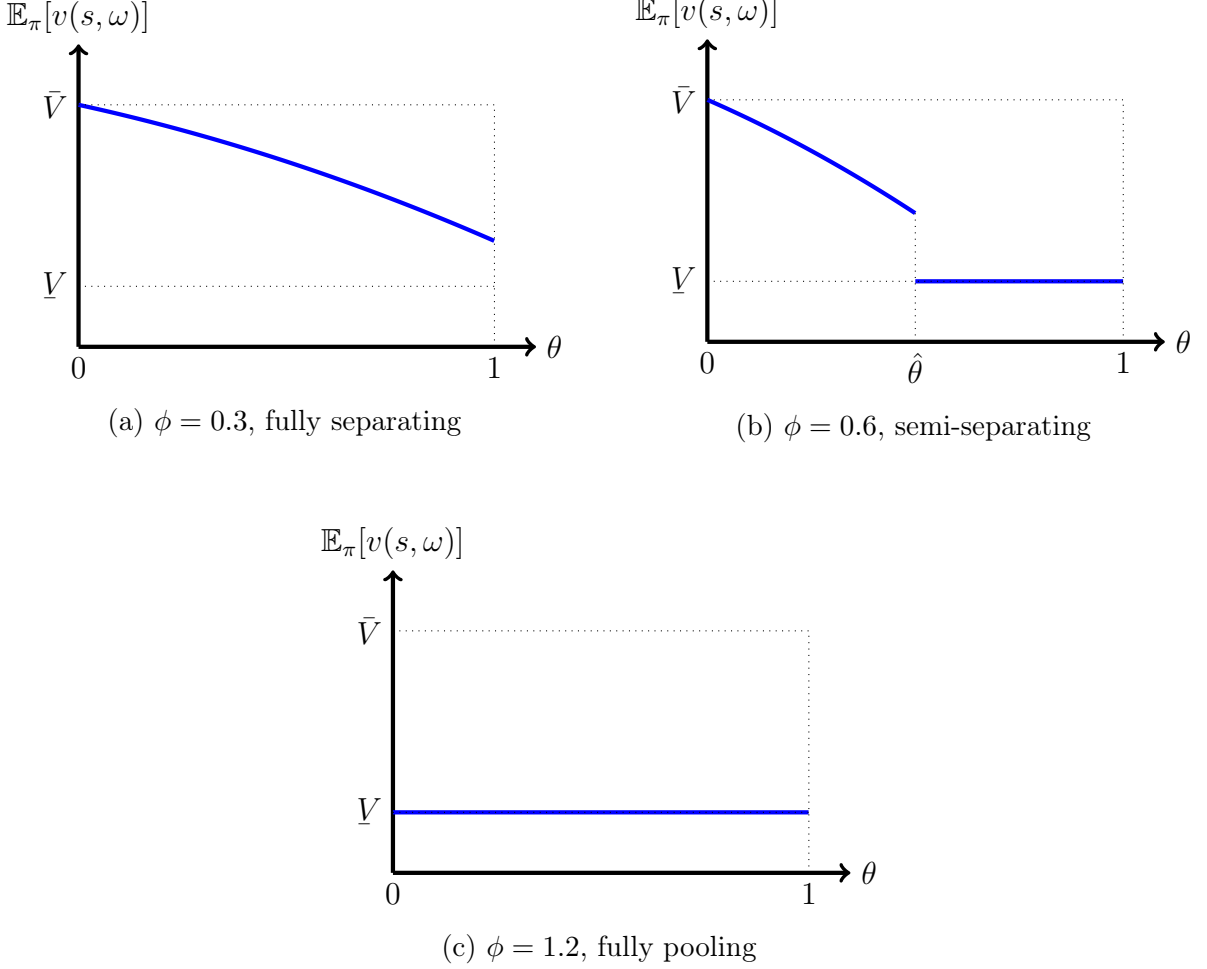 𝔼_π[v(s, ω)]
V̄
V̲
0
1
θ
(a) ϕ = 0.3, fully separating
𝔼_π[v(s, ω)]
V̄
V̲
0
θ̂
1
θ
(b) ϕ = 0.6, semi-separating
𝔼_π[v(s, ω)]
V̄
V̲
0
1
θ
(c) ϕ = 1.2, fully pooling